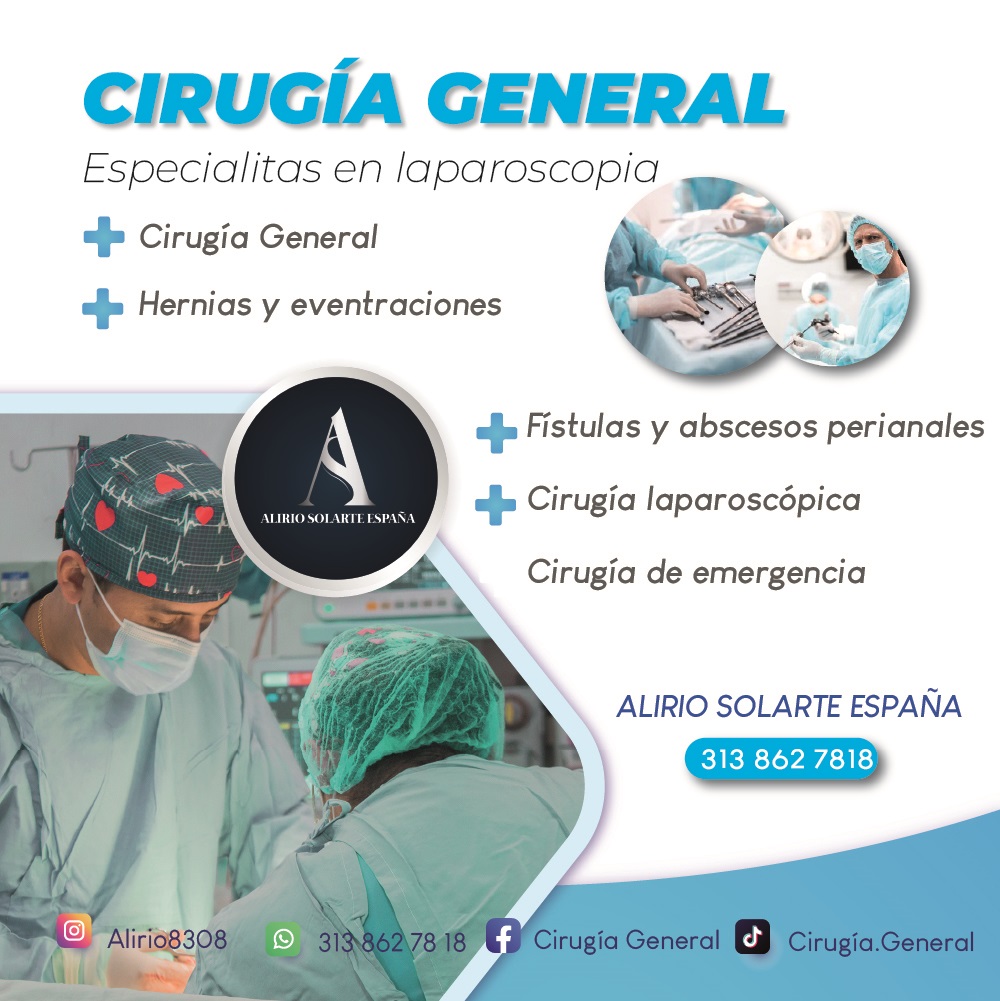 CIRUGÍA GENERAL
Especialitas en laparoscopia
Cirugía General
Hernias y eventraciones
ALIRIO SOLARTE ESPAÑA
Fístulas y abscesos perianales
Cirugía laparoscópica
Cirugía de emergencia
ALIRIO SOLARTE ESPAÑA
313 862 7818
Alirio8308
313 862 78 18
Cirugía General
Cirugía.General